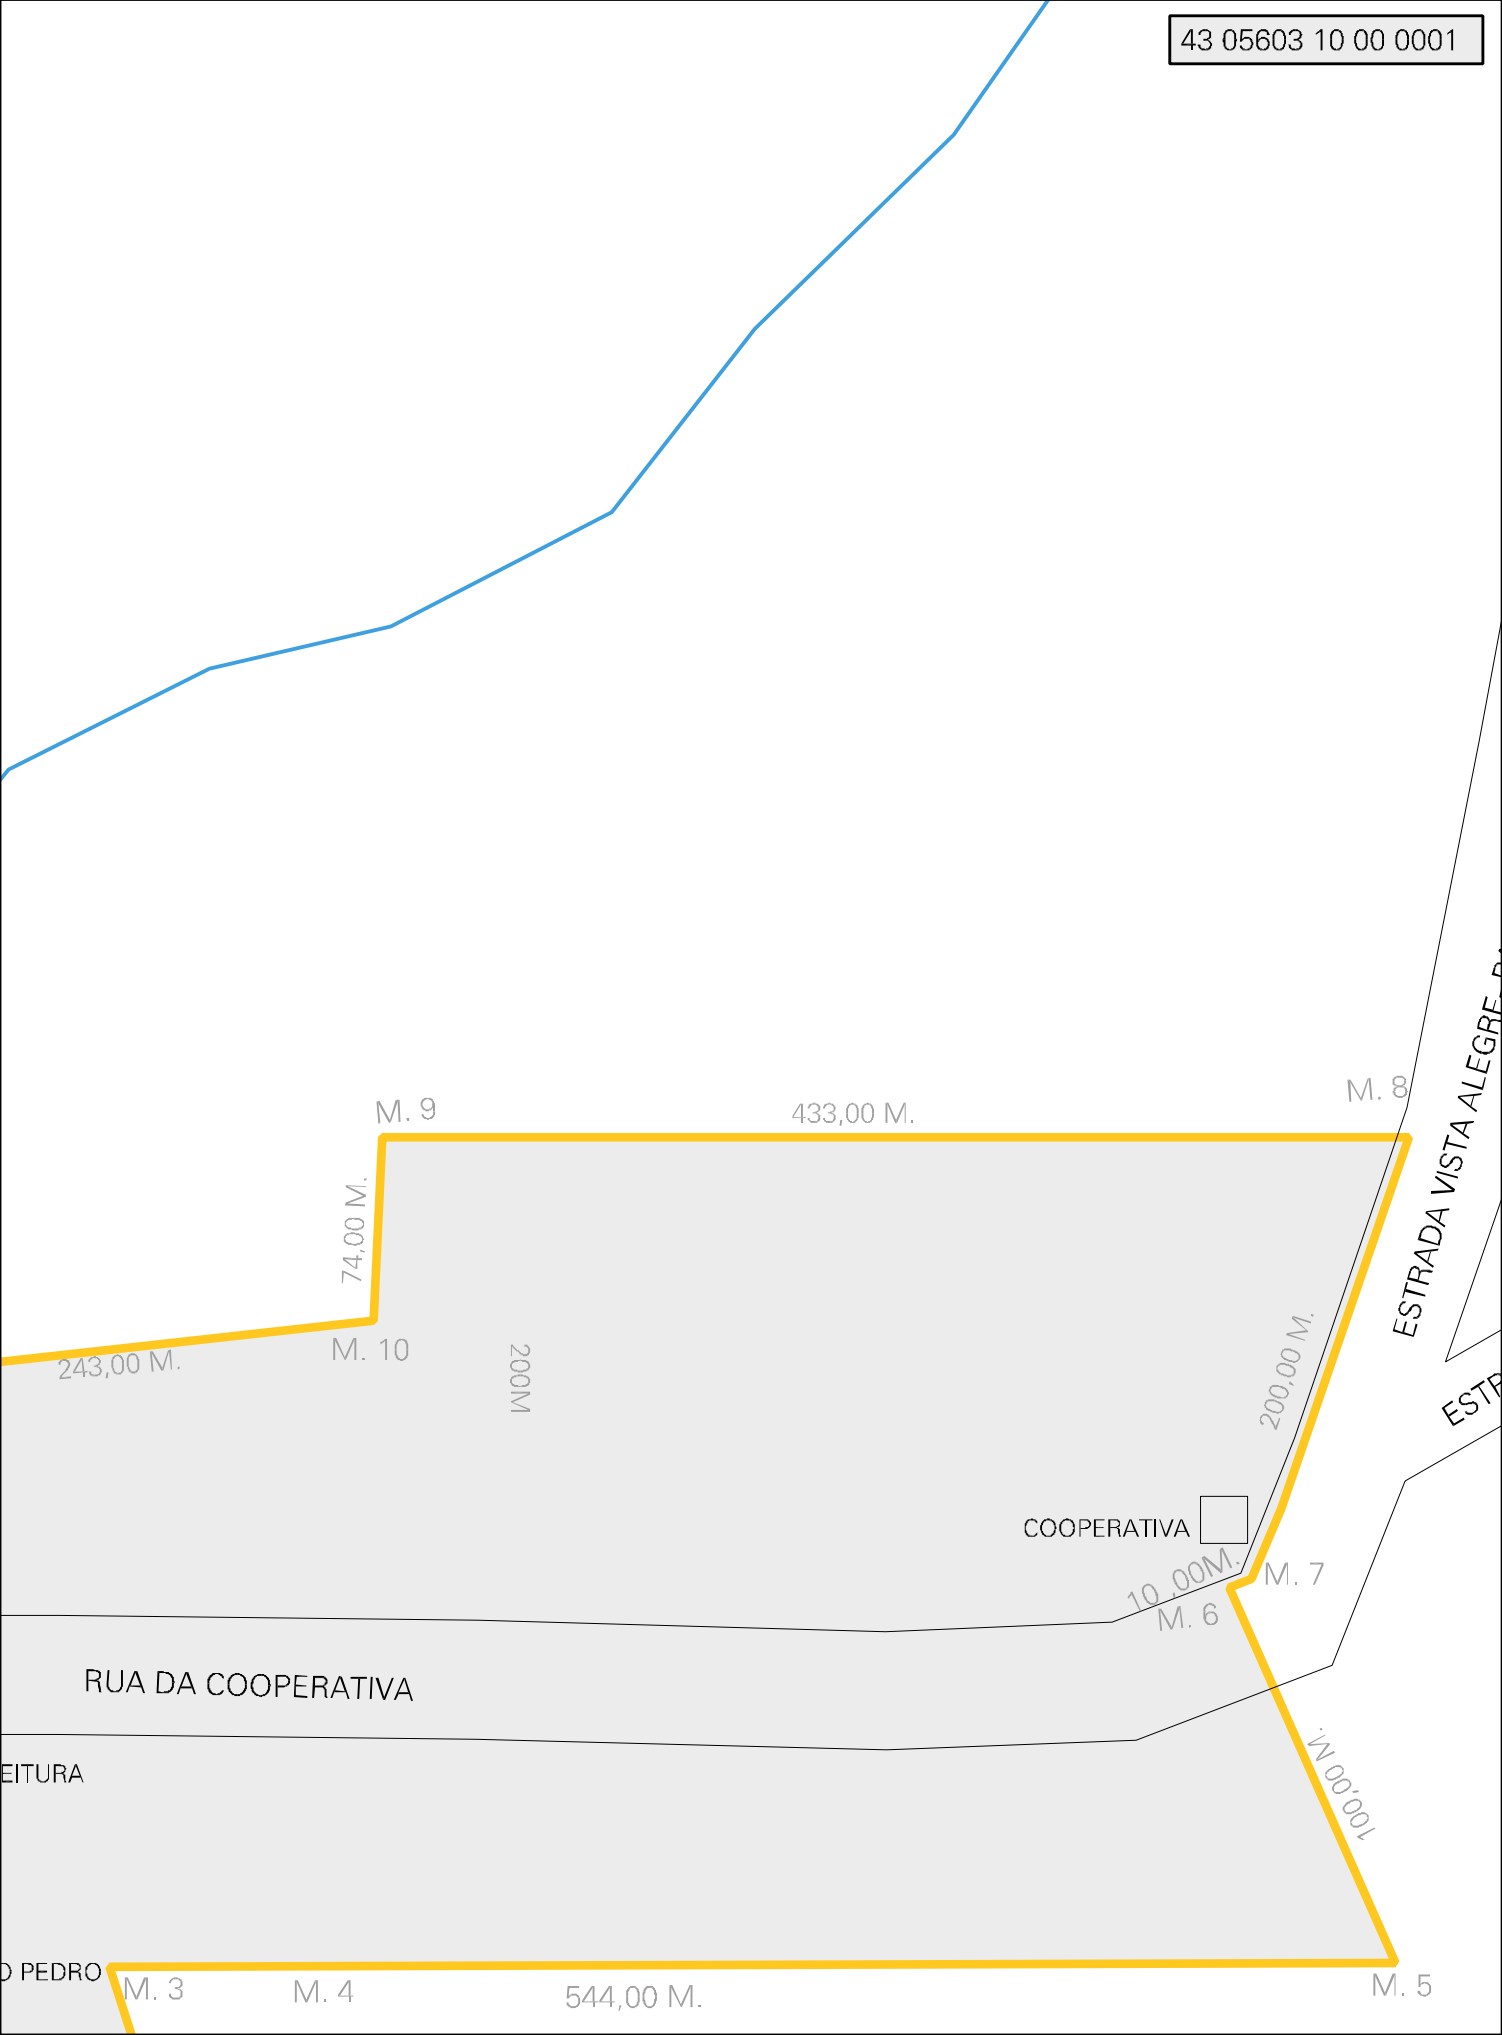 43 05603 10 00 0001
M. 8
M. 9
433,00 M.
74,00 M.
ESTRADA VISTA ALEGRE
M. 10
243,00 M.
200M
200,00 M.
ESTR
COOPERATIVA
10 ,00M.
M. 7
M. 6
RUA DA COOPERATIVA
EITURA
100,00 M.
O PEDRO
M. 3
M. 4
544,00 M.
M. 5